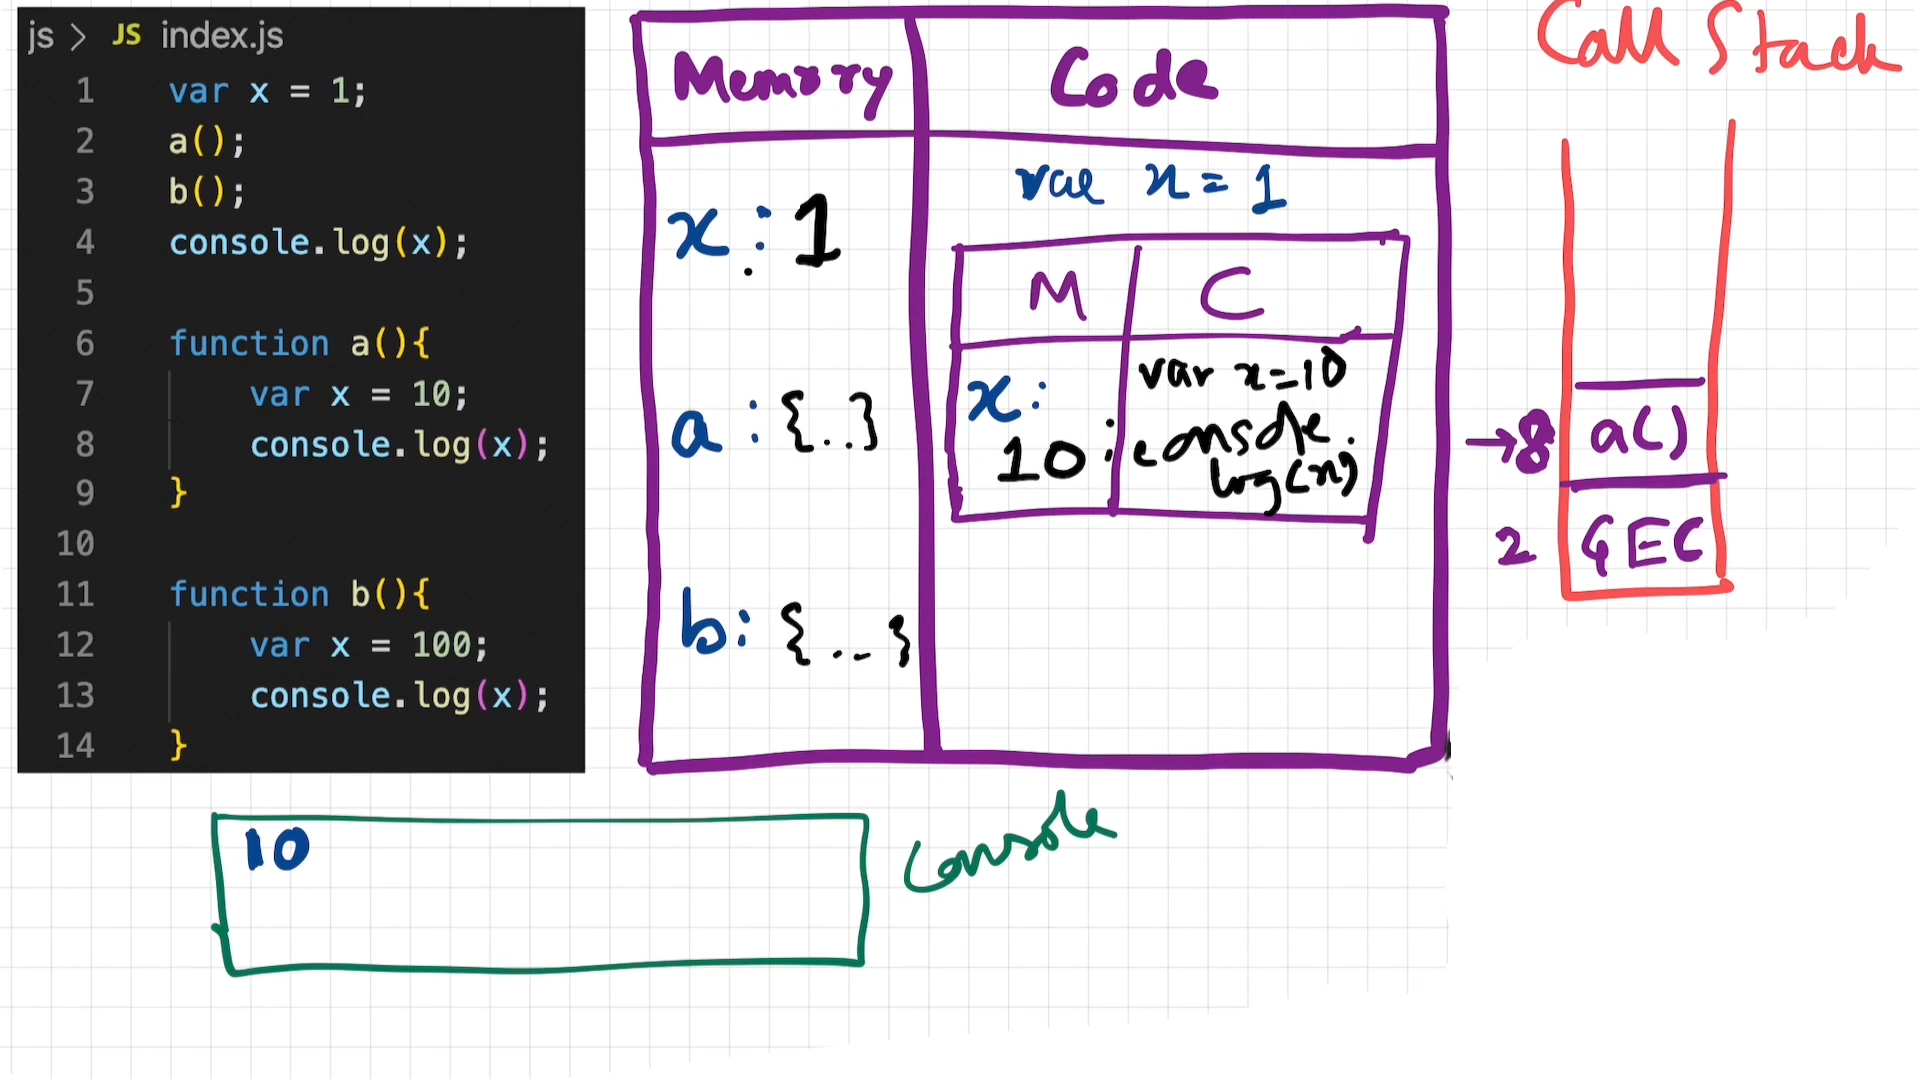 js > JS index.js
1 var x = 1;
2 a();
3 b();
4 console.log(x);
5
6 function a(){
7 var x = 10;
8 console.log(x);
9 }
10
11 function b(){
12 var x = 100;
13 console.log(x);
14 }
Memory Code
x : 1
a : {..}
b : {...}
var x = 1
M C
x :
10
var x = 10
; console.
log(x)
Call Stack
→ 8 a()
2 GEC
10
Console